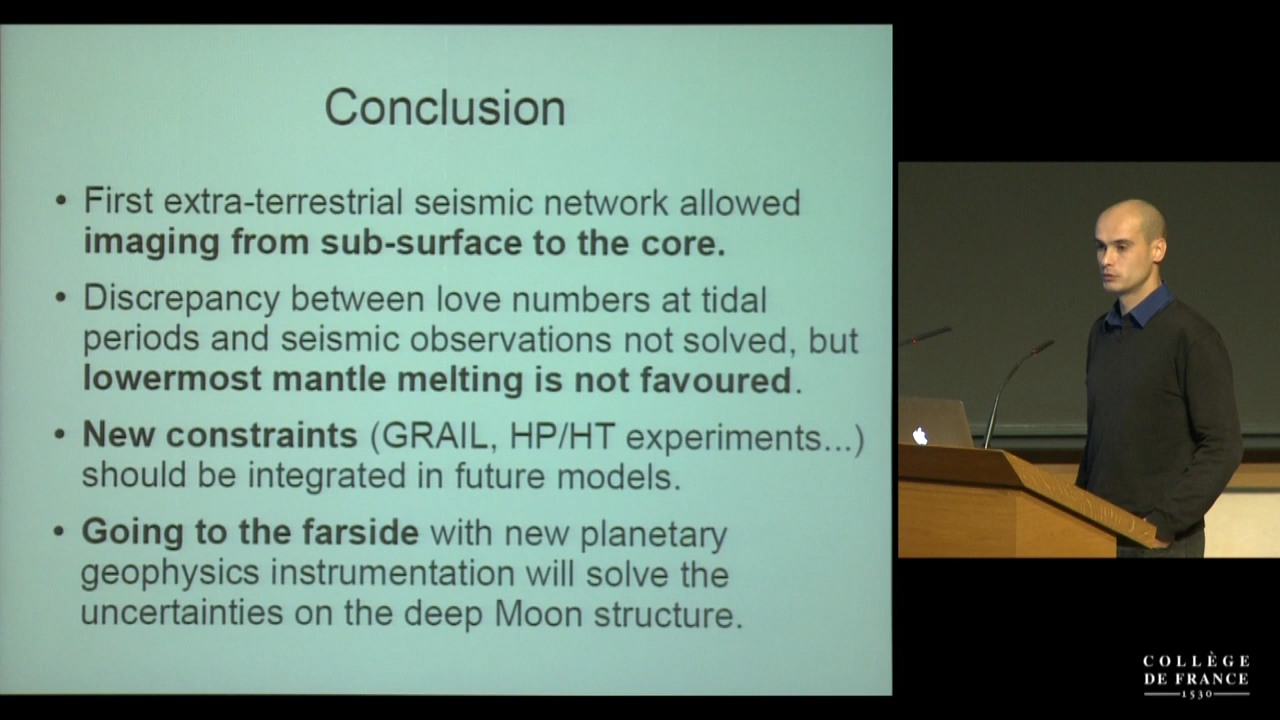 Conclusion
• First extra-terrestrial seismic network allowed
imaging from sub-surface to the core.
• Discrepancy between love numbers at tidal
periods and seismic observations not solved, but
lowermost mantle melting is not favoured.
• New constraints (GRAIL, HP/HT experiments...)
should be integrated in future models.
• Going to the farside with new planetary
geophysics instrumentation will solve the
uncertainties on the deep Moon structure.
COLLÈGE
DE FRANCE
1530